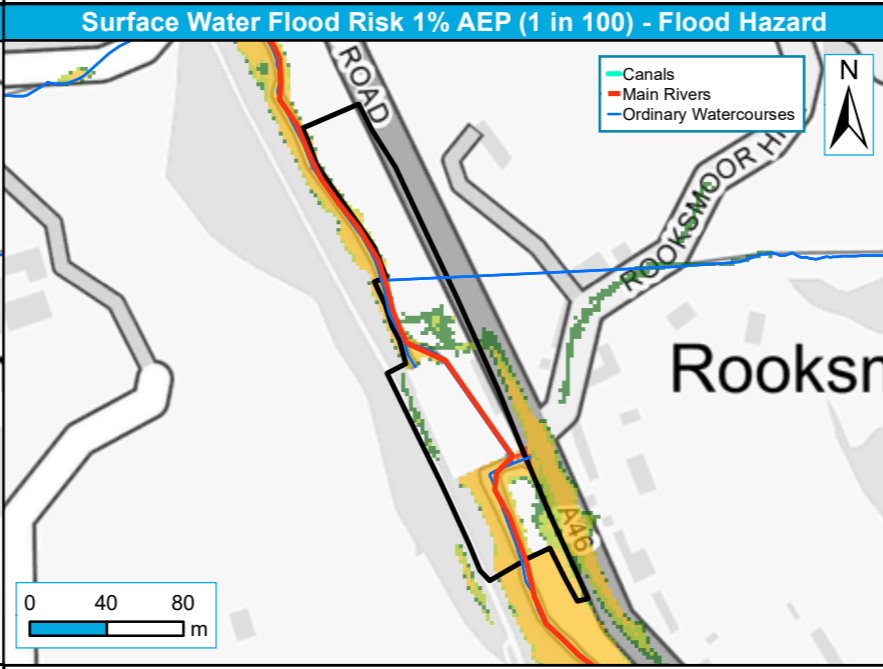 Surface Water Flood Risk 1% AEP (1 in 100) - Flood Hazard
Canals
Main Rivers
Ordinary Watercourses
N
ROAD
ROOKSMOOR HI
Rooksm
A46
0 40 80
m